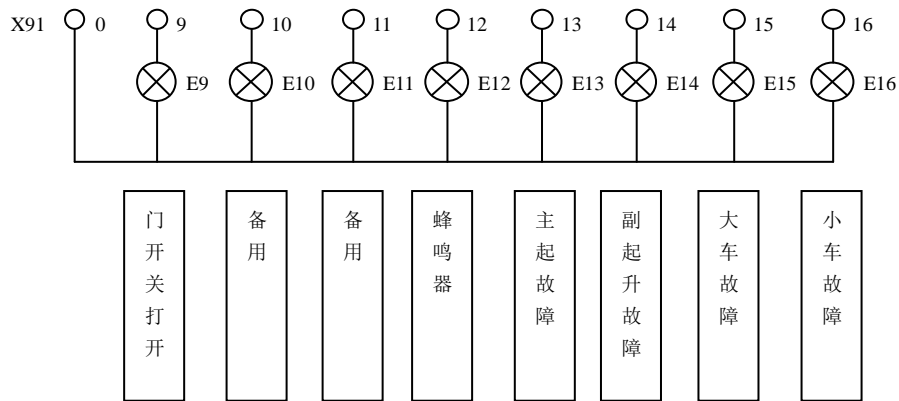 X91 0 9 10 11 12 13 14 15 16
E9 E10 E11 E12 E13 E14 E15 E16
门开关打开
备用
备用
蜂鸣器
主起故障
副起升故障
大车故障
小车故障